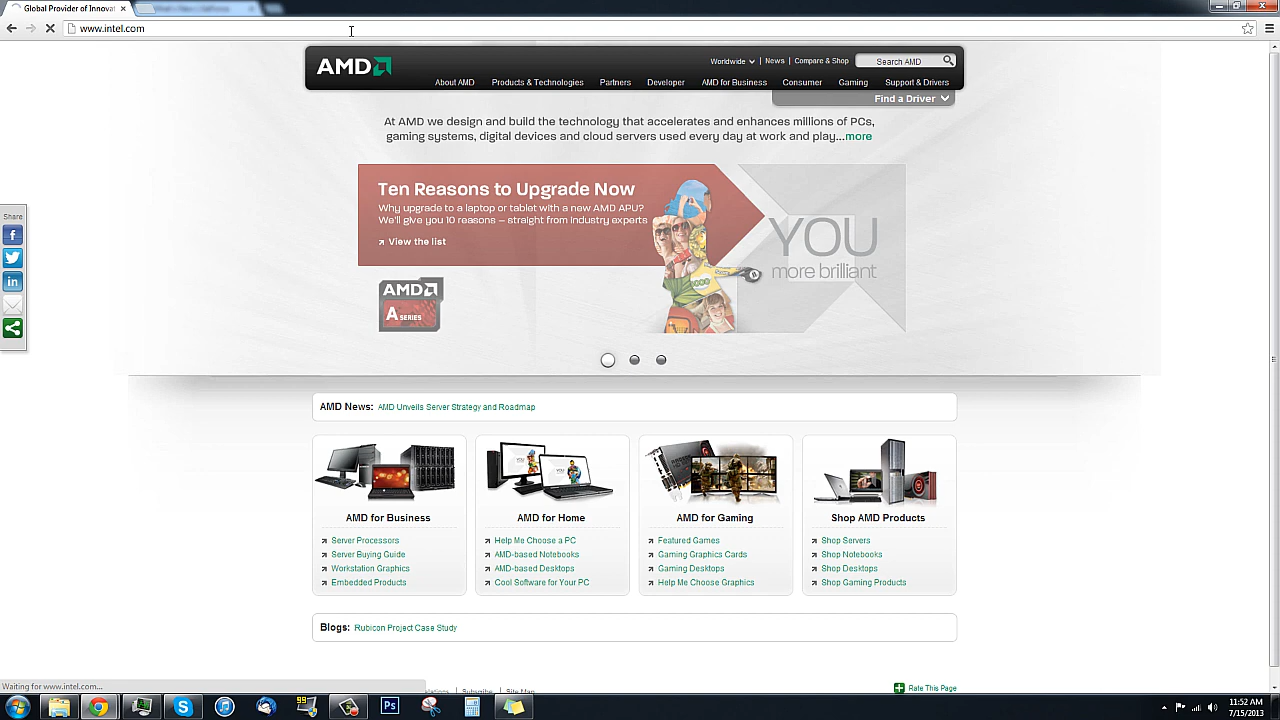 Global Provider of Innovat
www.intel.com
AMD
Worldwide
News
Compare & Shop
Search AMD
About AMD
Products & Technologies
Partners
Developer
AMD for Business
Consumer
Gaming
Support & Drivers
Find a Driver
At AMD we design and build the technology that accelerates and enhances millions of PCs,
gaming systems, digital devices and cloud servers used every day at work and play...more
Ten Reasons to Upgrade Now
Why upgrade to a laptop or tablet with a new AMD APU?
We'll give you 10 reasons – straight from industry experts
View the list
YOU
more brilliant
AMD
A SERIES
Share
AMD News: AMD Unveils Server Strategy and Roadmap
AMD for Business
Server Processors
Server Buying Guide
Workstation Graphics
Embedded Products
AMD for Home
Help Me Choose a PC
AMD-based Notebooks
AMD-based Desktops
Cool Software for Your PC
AMD for Gaming
Featured Games
Gaming Graphics Cards
Gaming Desktops
Help Me Choose Graphics
Shop AMD Products
Shop Servers
Shop Notebooks
Shop Desktops
Shop Gaming Products
Blogs: Rubicon Project Case Study
Waiting for www.intel.com...
Subscribe
Site Map
Rate This Page
Ps
11:52 AM
7/15/2013